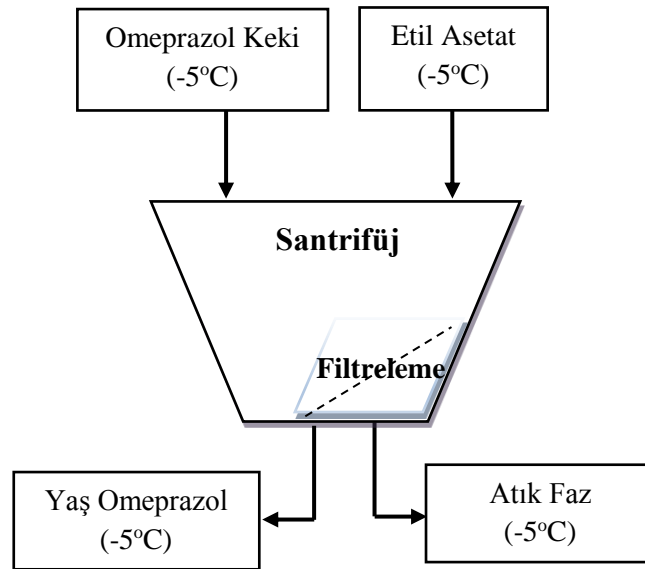 Omeprazol Keki
(-5°C)
Etil Asetat
(-5°C)
Santrifüj
Filtreleme
Yaş Omeprazol
(-5°C)
Atık Faz
(-5°C)